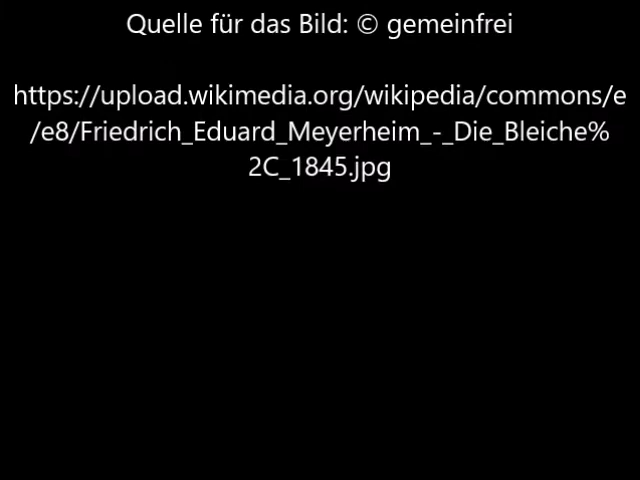 Quelle für das Bild: © gemeinfrei
https://upload.wikimedia.org/wikipedia/commons/e
/e8/Friedrich_Eduard_Meyerheim_-_Die_Bleiche%
2C_1845.jpg